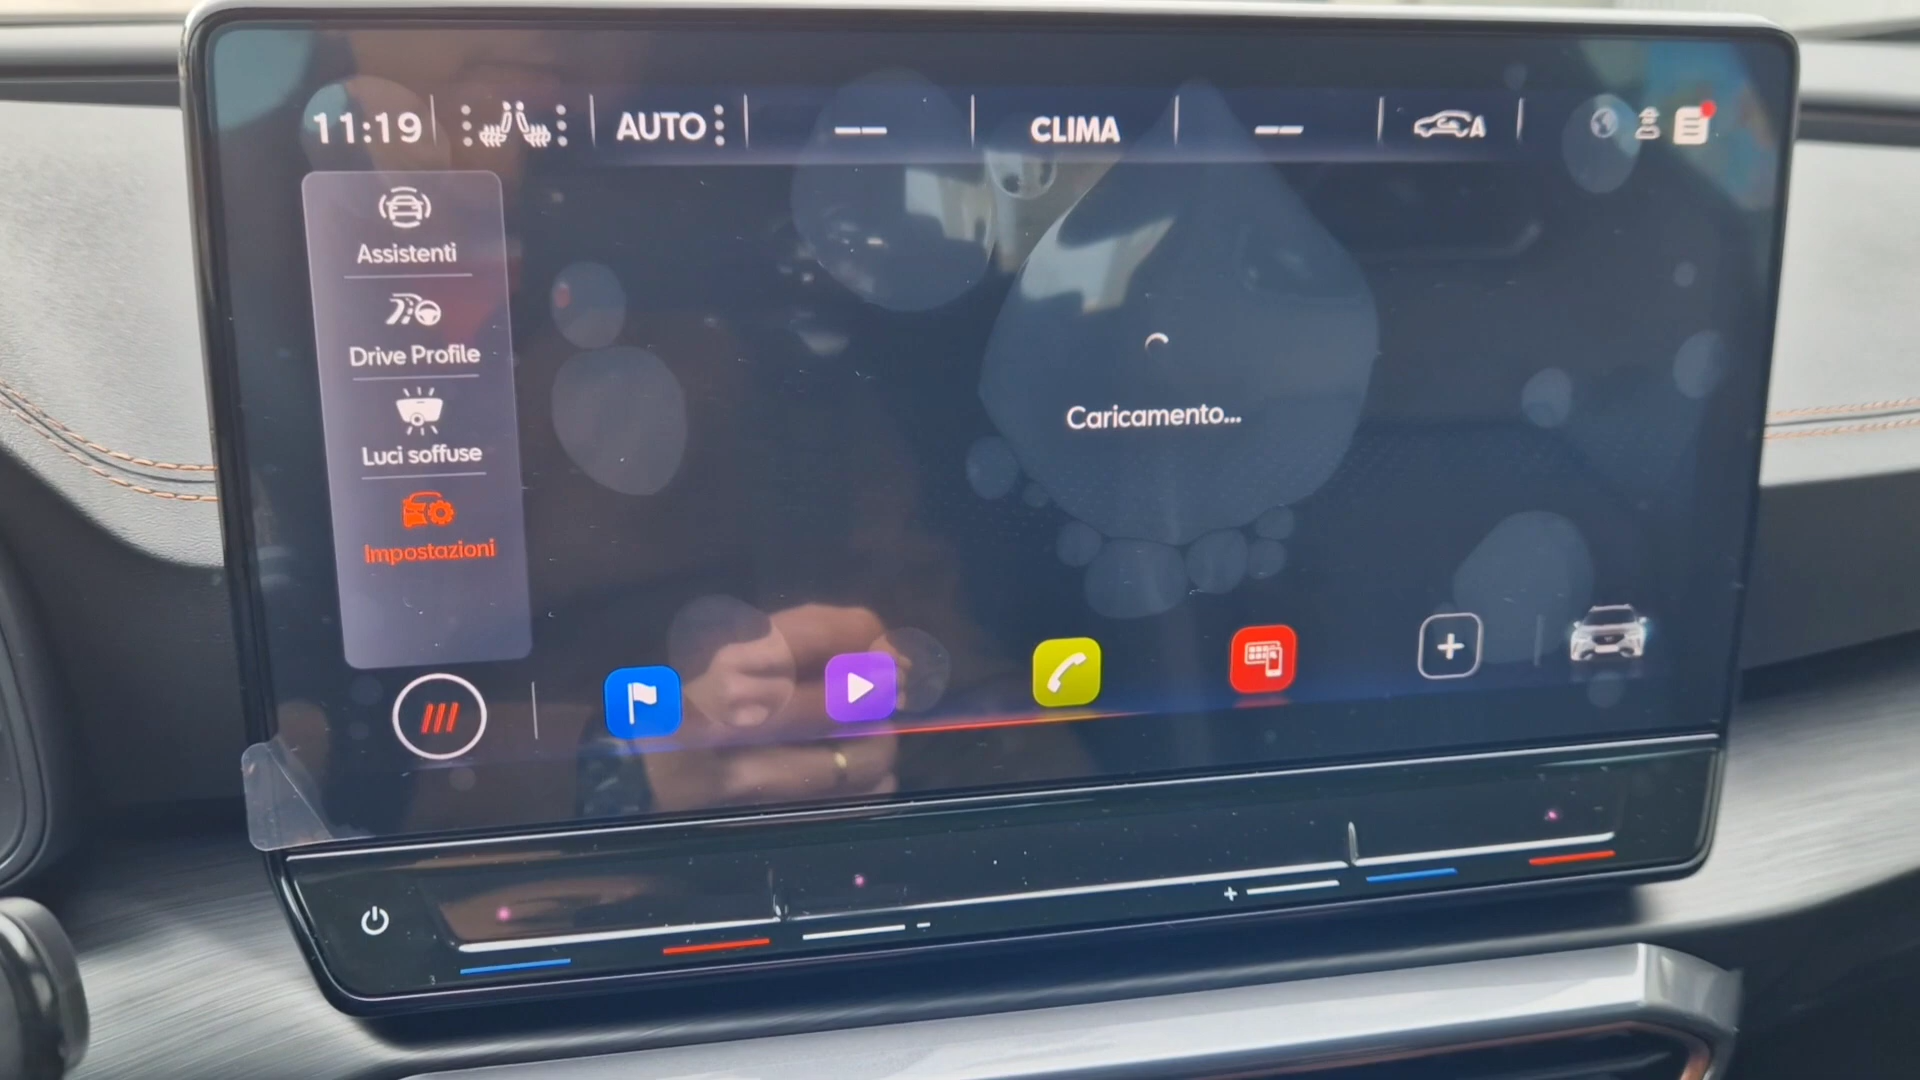 11:19 AUTO -- CLIMA -- A
Assistenti
Drive Profile
Luci soffuse
Impostazioni
Caricamento...
+
+
-